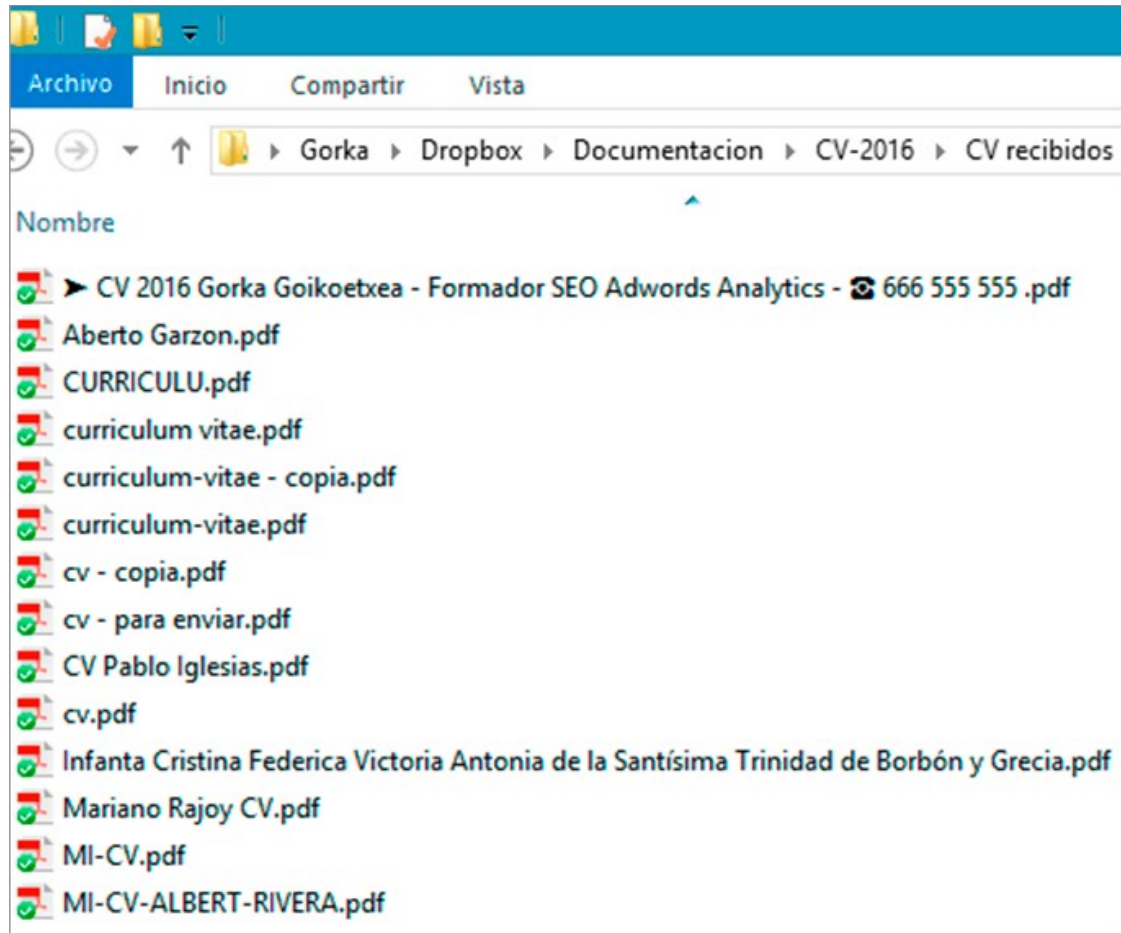 Archivo Inicio Compartir Vista
Gorka Dropbox Documentacion CV-2016 CV recibidos
Nombre
➤ CV 2016 Gorka Goikoetxea - Formador SEO Adwords Analytics - ☎ 666 555 555 .pdf
Aberto Garzon.pdf
CURRICULU.pdf
curriculum vitae.pdf
curriculum-vitae - copia.pdf
curriculum-vitae.pdf
cv - copia.pdf
cv - para enviar.pdf
CV Pablo Iglesias.pdf
cv.pdf
Infanta Cristina Federica Victoria Antonia de la Santísima Trinidad de Borbón y Grecia.pdf
Mariano Rajoy CV.pdf
MI-CV.pdf
MI-CV-ALBERT-RIVERA.pdf